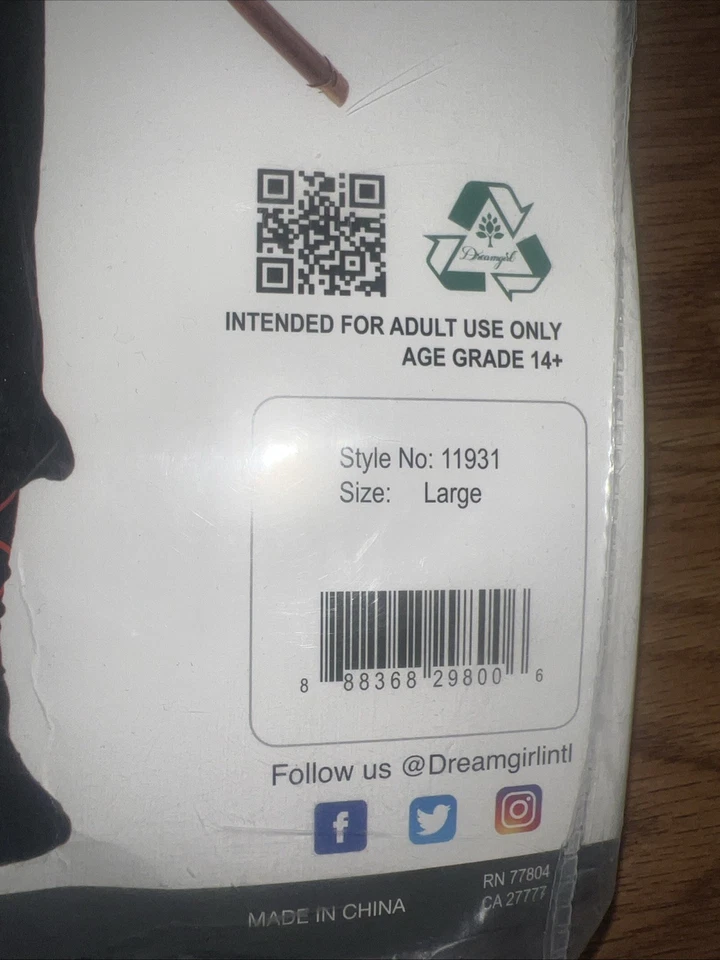 Dreamgirl
INTENDED FOR ADULT USE ONLY
AGE GRADE 14+
Style No: 11931
Size: Large
8 88368 29800 6
Follow us @Dreamgirlintl
MADE IN CHINA
RN 77804
CA 27777